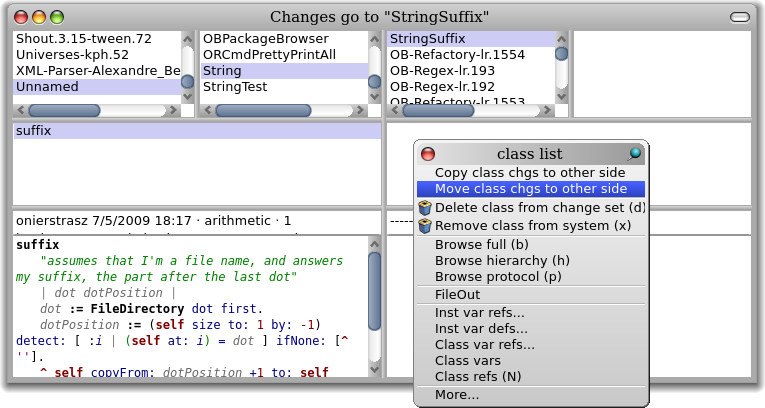 Changes go to "StringSuffix"
Shout.3.15-tween.72
Universes-kph.52
XML-Parser-Alexandre_Be
Unnamed
OBPackageBrowser
ORCmdPrettyPrintAll
String
StringTest
StringSuffix
OB-Refactory-lr.1554
OB-Regex-lr.193
OB-Regex-lr.192
OB-Refactory-lr.1553
suffix
onierstrasz 7/5/2009 18:17 · arithmetic · 1
-----
suffix
"assumes that I'm a file name, and answers
my suffix, the part after the last dot"
| dot dotPosition |
dot := FileDirectory dot first.
dotPosition := (self size to: 1 by: -1)
detect: [ :i | (self at: i) = dot ] ifNone: [^
''].
^ self copyFrom: dotPosition +1 to: self
class list
Copy class chgs to other side
Move class chgs to other side
Delete class from change set (d)
Remove class from system (x)
Browse full (b)
Browse hierarchy (h)
Browse protocol (p)
FileOut
Inst var refs...
Inst var defs...
Class var refs...
Class vars
Class refs (N)
More...